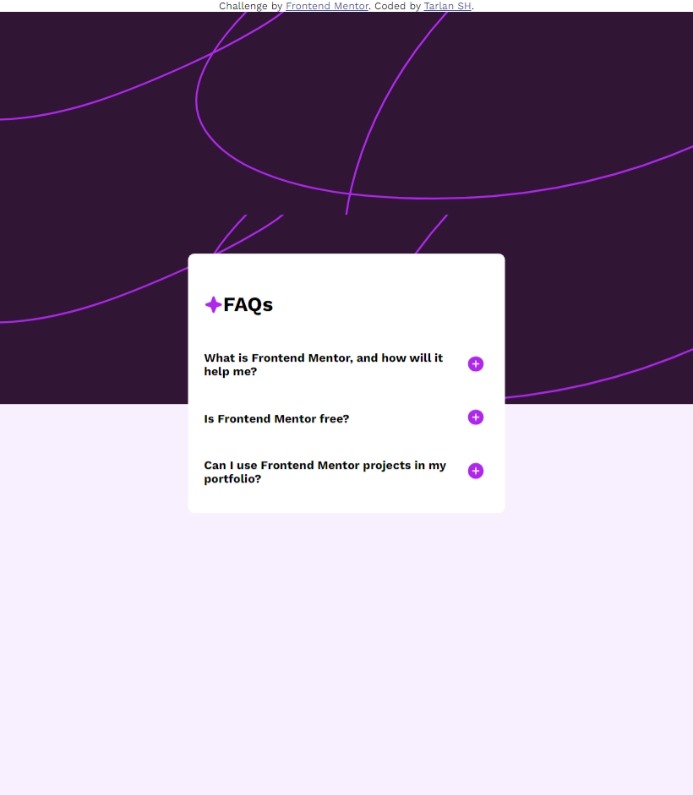 Challenge by Frontend Mentor. Coded by Tarlan SH.
FAQs
What is Frontend Mentor, and how will it
help me?
Is Frontend Mentor free?
Can I use Frontend Mentor projects in my
portfolio?